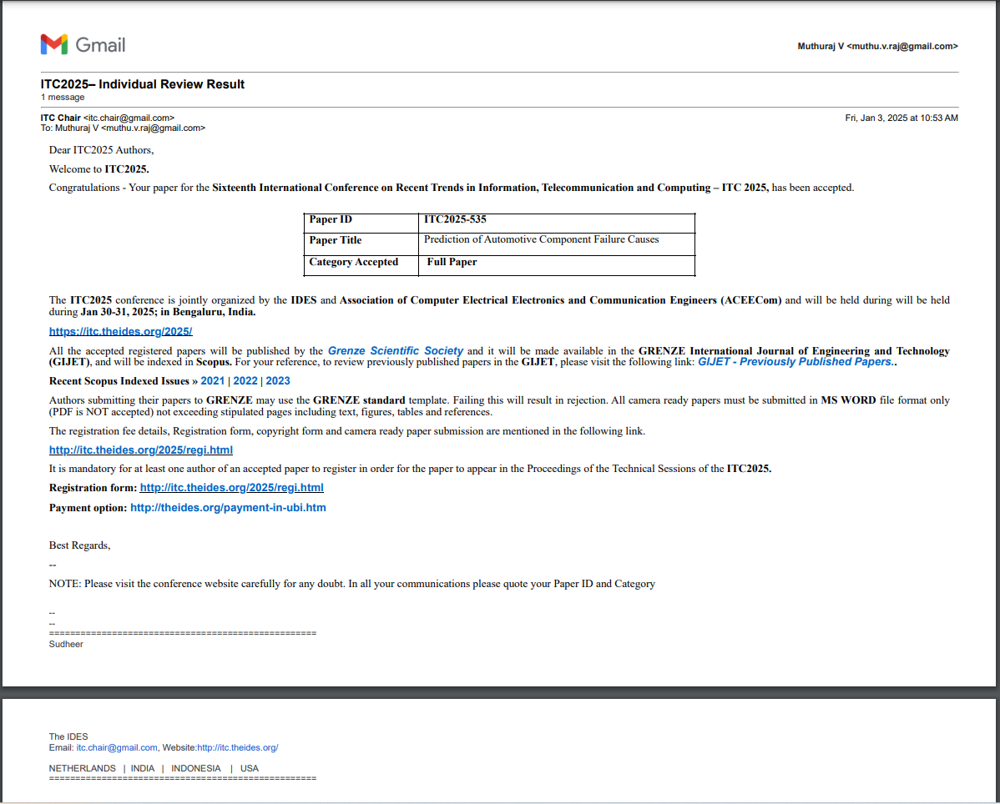 Gmail
Muthuraj V <muthu.v.raj@gmail.com>
ITC2025– Individual Review Result
1 message
ITC Chair <itc.chair@gmail.com>
Fri, Jan 3, 2025 at 10:53 AM
To: Muthuraj V <muthu.v.raj@gmail.com>
Dear ITC2025 Authors,
Welcome to ITC2025.
Congratulations - Your paper for the Sixteenth International Conference on Recent Trends in Information, Telecommunication and Computing – ITC 2025, has been accepted.
Paper ID ITC2025-535
Paper Title Prediction of Automotive Component Failure Causes
Category Accepted Full Paper
The ITC2025 conference is jointly organized by the IDES and Association of Computer Electrical Electronics and Communication Engineers (ACEECom) and will be held during will be held
during Jan 30-31, 2025; in Bengaluru, India.
https://itc.theides.org/2025/
All the accepted registered papers will be published by the Grenze Scientific Society and it will be made available in the GRENZE International Journal of Engineering and Technology
(GIJET), and will be indexed in Scopus. For your reference, to review previously published papers in the GIJET, please visit the following link: GIJET - Previously Published Papers..
Recent Scopus Indexed Issues » 2021 | 2022 | 2023
Authors submitting their papers to GRENZE may use the GRENZE standard template. Failing this will result in rejection. All camera ready papers must be submitted in MS WORD file format only
(PDF is NOT accepted) not exceeding stipulated pages including text, figures, tables and references.
The registration fee details, Registration form, copyright form and camera ready paper submission are mentioned in the following link.
http://itc.theides.org/2025/regi.html
It is mandatory for at least one author of an accepted paper to register in order for the paper to appear in the Proceedings of the Technical Sessions of the ITC2025.
Registration form: http://itc.theides.org/2025/regi.html
Payment option: http://theides.org/payment-in-ubi.htm
Best Regards,
--
NOTE: Please visit the conference website carefully for any doubt. In all your communications please quote your Paper ID and Category
--
--
===================================================
Sudheer
The IDES
Email: itc.chair@gmail.com, Website:http://itc.theides.org/
NETHERLANDS | INDIA | INDONESIA | USA
===================================================